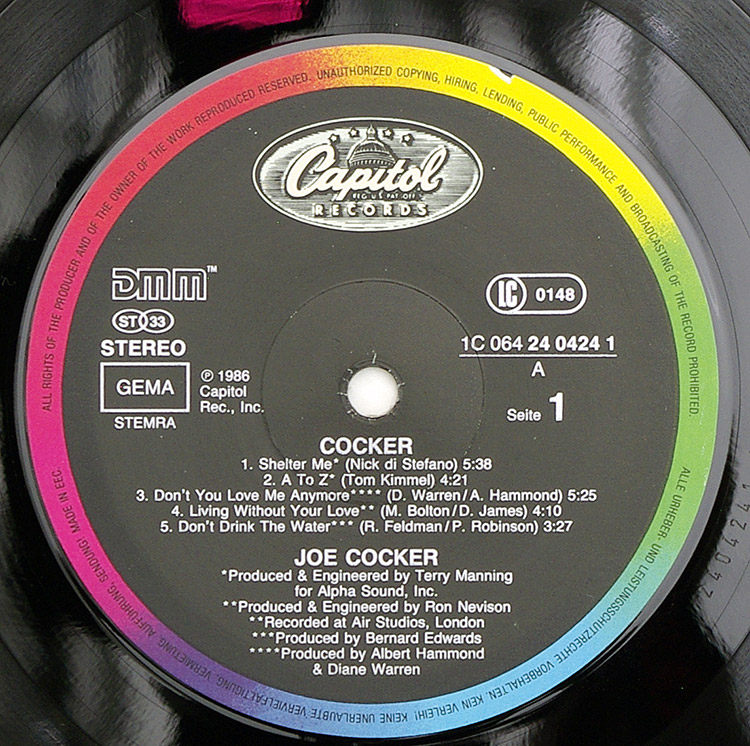 ALL RIGHTS OF THE PRODUCER AND OF THE OWNER OF THE WORK REPRODUCED RESERVED. UNAUTHORIZED COPYING, HIRING, LENDING, PUBLIC PERFORMANCE AND BROADCASTING OF THE RECORD PROHIBITED.
Capitol
REG. U.S. PAT. OFF.
RECORDS
DMM™
ST 33
STEREO
GEMA
STEMRA
℗ 1986
Capitol
Rec., Inc.
LC 0148
1C 064 24 0424 1
A
Seite 1
COCKER
1. Shelter Me* (Nick di Stefano) 5:38
2. A To Z* (Tom Kimmel) 4:21
3. Don't You Love Me Anymore**** (D. Warren/A. Hammond) 5:25
4. Living Without Your Love** (M. Bolton/D. James) 4:10
5. Don't Drink The Water*** (R. Feldman/P. Robinson) 3:27
JOE COCKER
*Produced & Engineered by Terry Manning
for Alpha Sound, Inc.
**Produced & Engineered by Ron Nevison
**Recorded at Air Studios, London
***Produced by Bernard Edwards
****Produced by Albert Hammond
& Diane Warren
ALLE URHEBER- UND LEISTUNGSSCHUTZRECHTE VORBEHALTEN. KEIN VERLEIH! KEINE UNERLAUBTE VERVIELFÄLTIGUNG, VERMIETUNG, AUFFÜHRUNG, SENDUNG! MADE IN EEC.